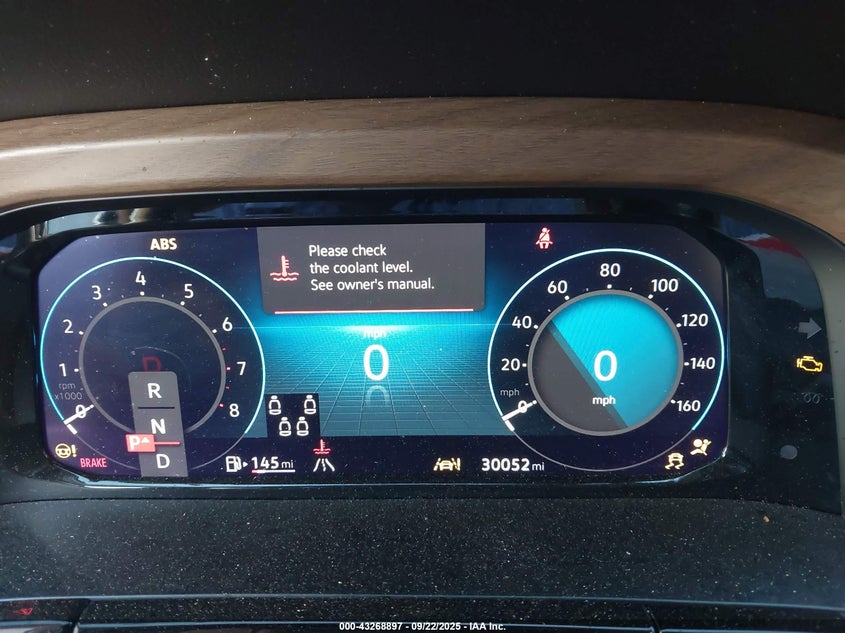 ABS
Please check
the coolant level.
See owner's manual.
1
2
3
4
5
6
7
8
0
rpm
x1000
D
R
N
P
D
BRAKE
mph
0
145 mi
30052 mi
0
20
40
60
80
100
120
140
160
mph
0
mph
000-43268897 - 09/22/2025 - IAA Inc.